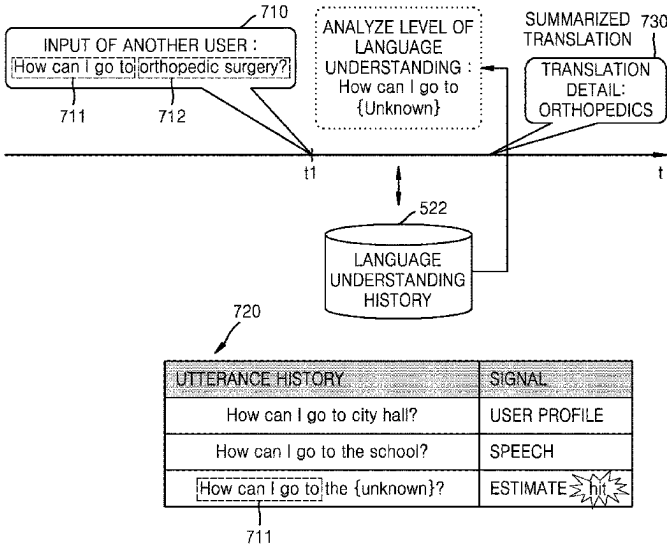 710
INPUT OF ANOTHER USER :
How can I go to orthopedic surgery?
711
712
ANALYZE LEVEL OF
LANGUAGE
UNDERSTANDING :
How can I go to
{Unknown}
SUMMARIZED
TRANSLATION
730
TRANSLATION
DETAIL:
ORTHOPEDICS
t1
t
522
LANGUAGE
UNDERSTANDING
HISTORY
720
UTTERANCE HISTORY SIGNAL
How can I go to city hall? USER PROFILE
How can I go to the school? SPEECH
How can I go to the {unknown}? ESTIMATE hit
711